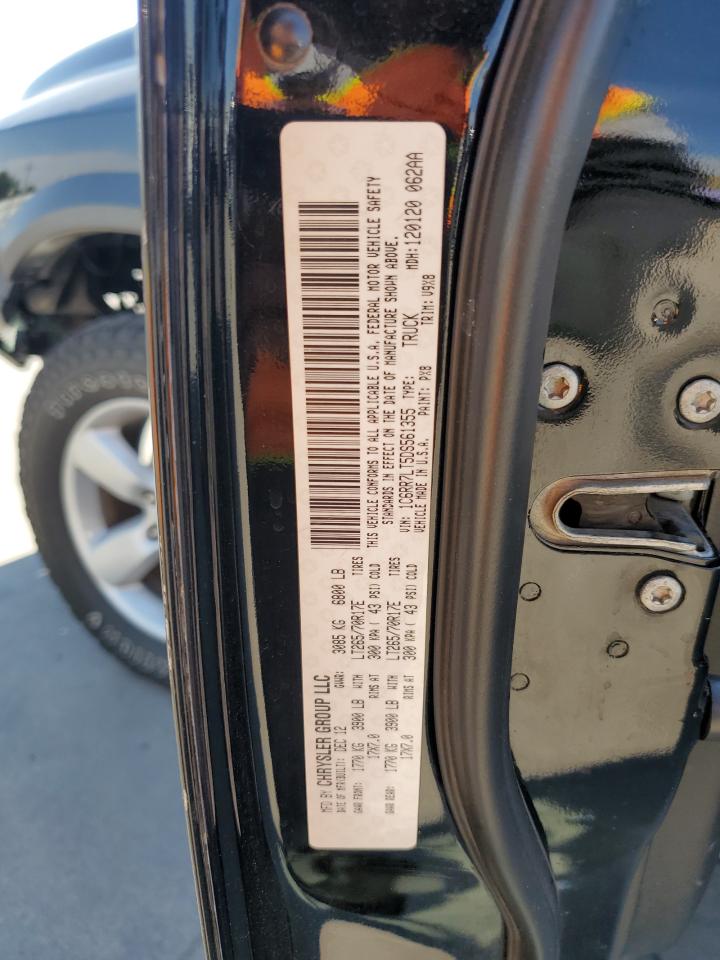 MFD BY CHRYSLER GROUP LLC
DATE OF MFR(BUILT): DEC 12 GVWR: 3085 KG 6800 LB
GAWR FRONT: 1770 KG 3900 LB WITH LT265/70R17E TIRES
17X7.0 RIMS AT 300 KPA ( 43 PSI) COLD
GAWR REAR: 1770 KG 3900 LB WITH LT265/70R17E TIRES
17X7.0 RIMS AT 300 KPA ( 43 PSI) COLD
THIS VEHICLE CONFORMS TO ALL APPLICABLE U.S.A. FEDERAL MOTOR VEHICLE SAFETY
STANDARDS IN EFFECT ON THE DATE OF MANUFACTURE SHOWN ABOVE.
VIN: 1C6RR7LT5DS561355 TYPE: TRUCK MDH:120120 062AA
VEHICLE MADE IN U.S.A. PAINT: PX8 TRIM: V9X8